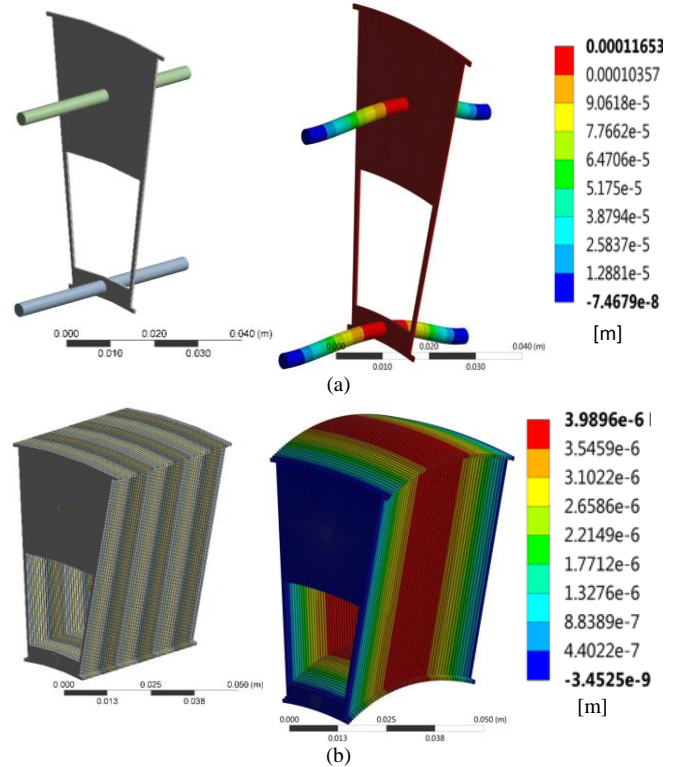 0.00011653
0.00010357
9.0618e-5
7.7662e-5
6.4706e-5
5.175e-5
3.8794e-5
2.5837e-5
1.2881e-5
-7.4679e-8
[m]
0.000 0.020 0.040 (m)
0.010 0.030
0.000 0.020 0.040 (m)
0.010 0.030
(a)
3.9896e-6
3.5459e-6
3.1022e-6
2.6586e-6
2.2149e-6
1.7712e-6
1.3276e-6
8.8389e-7
4.4022e-7
-3.4525e-9
[m]
0.000 0.025 0.050 (m)
0.013 0.038
0.000 0.025 0.050 (m)
0.013 0.038
(b)